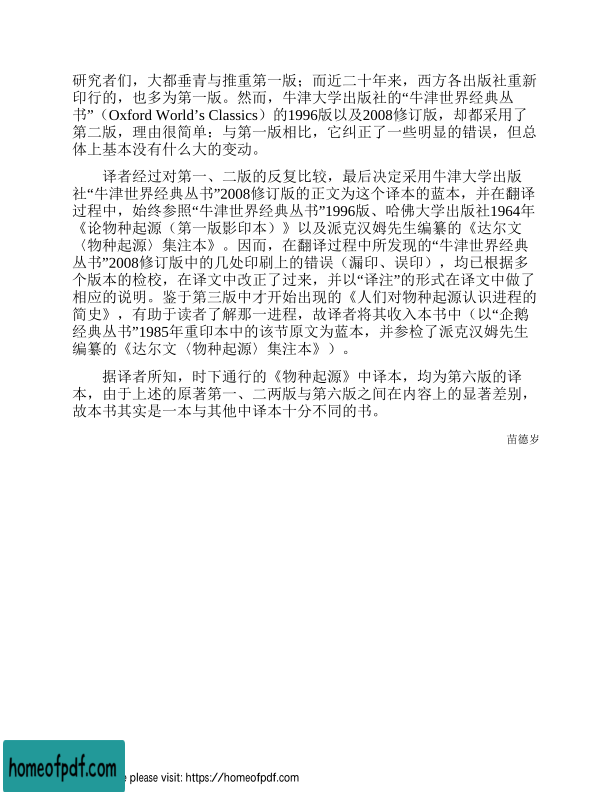 研究者们，大都垂青与推重第一版；而近二十年来，西方各出版社重新
印行的，也多为第一版。然而，牛津大学出版社的“牛津世界经典丛
书”（Oxford World’s Classics）的1996版以及2008修订版，却都采用了
第二版，理由很简单：与第一版相比，它纠正了一些明显的错误，但总
体上基本没有什么大的变动。
译者经过对第一、二版的反复比较，最后决定采用牛津大学出版
社“牛津世界经典丛书”2008修订版的正文为这个译本的蓝本，并在翻译
过程中，始终参照“牛津世界经典丛书”1996版、哈佛大学出版社1964年
《论物种起源（第一版影印本）》以及派克汉姆先生编纂的《达尔文
〈物种起源〉集注本》。因而，在翻译过程中所发现的“牛津世界经典
丛书”2008修订版中的几处印刷上的错误（漏印、误印），均已根据多
个版本的检校，在译文中改正了过来，并以“译注”的形式在译文中做了
相应的说明。鉴于第三版中才开始出现的《人们对物种起源认识进程的
简史》，有助于读者了解那一进程，故译者将其收入本书中（以“企鹅
经典丛书”1985年重印本中的该节原文为蓝本，并参检了派克汉姆先生
编纂的《达尔文〈物种起源〉集注本》）。
据译者所知，时下通行的《物种起源》中译本，均为第六版的译
本，由于上述的原著第一、二两版与第六版之间在内容上的显著差别，
故本书其实是一本与其他中译本十分不同的书。
苗德岁
homeofpdf.com
please visit: https://homeofpdf.com